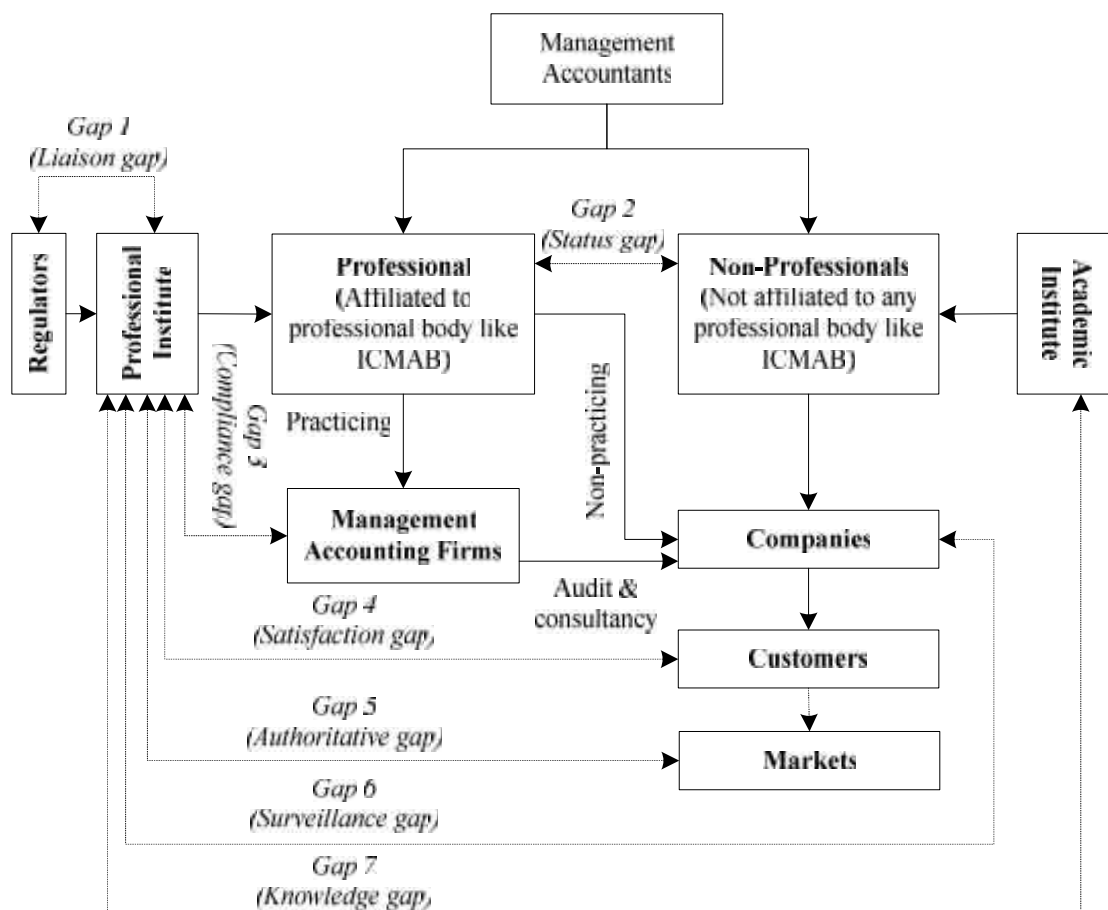 Management
Accountants
Gap 1
(Liaison gap)
Gap 2
(Status gap)
Regulators
Professional
Institute
Professional
(Affiliated to
professional body like
ICMAB)
Non-Professionals
(Not affiliated to any
professional body like
ICMAB)
Academic
Institute
Gap 3
(Compliance gap)
Practicing
Non-practicing
Management
Accounting Firms
Companies
Audit &
consultancy
Gap 4
(Satisfaction gap)
Customers
Gap 5
(Authoritative gap)
Markets
Gap 6
(Surveillance gap)
Gap 7
(Knowledge gap)